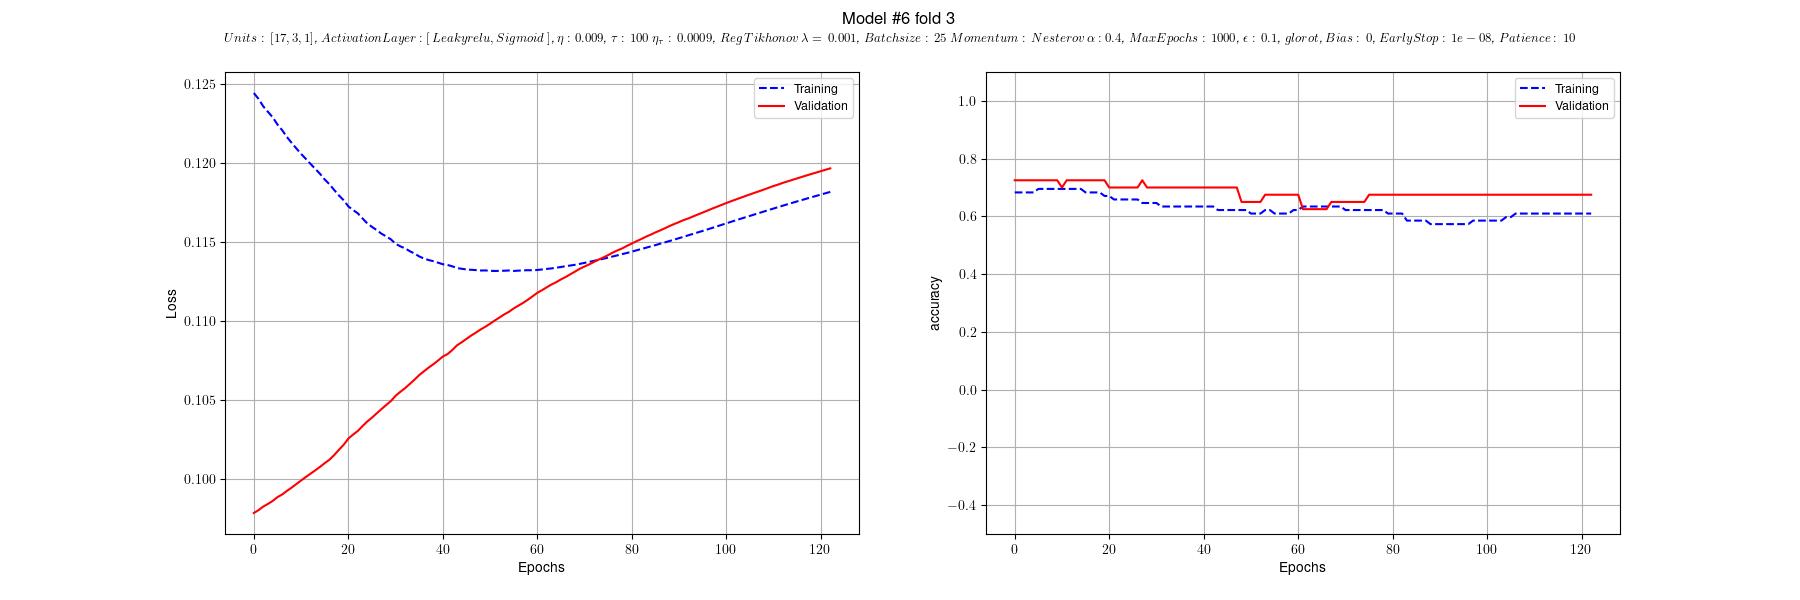 Model #6 fold 3
Units : [17, 3, 1], ActivationLayer : [ Leakyrelu, Sigmoid ], η : 0.009, τ : 100 ητ : 0.0009, RegTikhonov λ = 0.001, Batchsize : 25 Momentum : Nesterov α : 0.4, MaxEpochs : 1000, ϵ : 0.1, glorot, Bias : 0, EarlyStop : 1e − 08, Patience : 10
0.125
0.120
0.115
0.110
0.105
0.100
Loss
0 20 40 60 80 100 120
Epochs
Training
Validation
1.0
0.8
0.6
0.4
0.2
0.0
−0.2
−0.4
accuracy
0 20 40 60 80 100 120
Epochs
Training
Validation